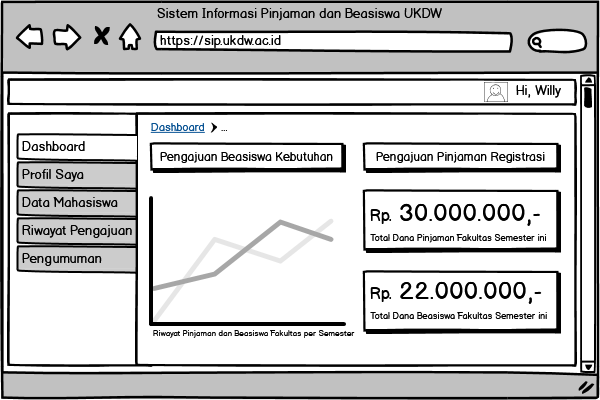 Sistem Informasi Pinjaman dan Beasiswa UKDW
https://sip.ukdw.ac.id
Hi, Willy
Dashboard ❯ ...
Dashboard
Profil Saya
Data Mahasiswa
Riwayat Pengajuan
Pengumuman
Pengajuan Beasiswa Kebutuhan
Pengajuan Pinjaman Registrasi
Riwayat Pinjaman dan Beasiswa Fakultas per Semester
Rp. 30.000.000,-
Total Dana Pinjaman Fakultas Semester ini
Rp. 22.000.000,-
Total Dana Beasiswa Fakultas Semester ini